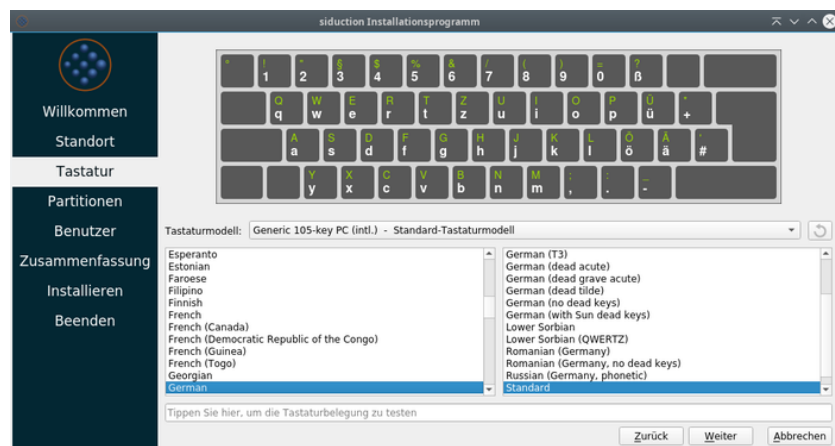 siduction Installationsprogramm
Willkommen
Standort
Tastatur
Partitionen
Benutzer
Zusammenfassung
Installieren
Beenden
° ! " § $ % & / ( ) = ?
1 2 3 4 5 6 7 8 9 0 ß
Q W E R T Z U I O P Ü *
q w e r t z u i o p ü +
A S D F G H J K L Ö Ä '
a s d f g h j k l ö ä #
Y X C V B N M ; : _
y x c v b n m , . -
Tastaturmodell: Generic 105-key PC (intl.) - Standard-Tastaturmodell
Esperanto
Estonian
Faroese
Filipino
Finnish
French
French (Canada)
French (Democratic Republic of the Congo)
French (Guinea)
French (Togo)
Georgian
German
German (T3)
German (dead acute)
German (dead grave acute)
German (dead tilde)
German (no dead keys)
German (with Sun dead keys)
Lower Sorbian
Lower Sorbian (QWERTZ)
Romanian (Germany)
Romanian (Germany, no dead keys)
Russian (Germany, phonetic)
Standard
Tippen Sie hier, um die Tastaturbelegung zu testen
Zurück
Weiter
Abbrechen